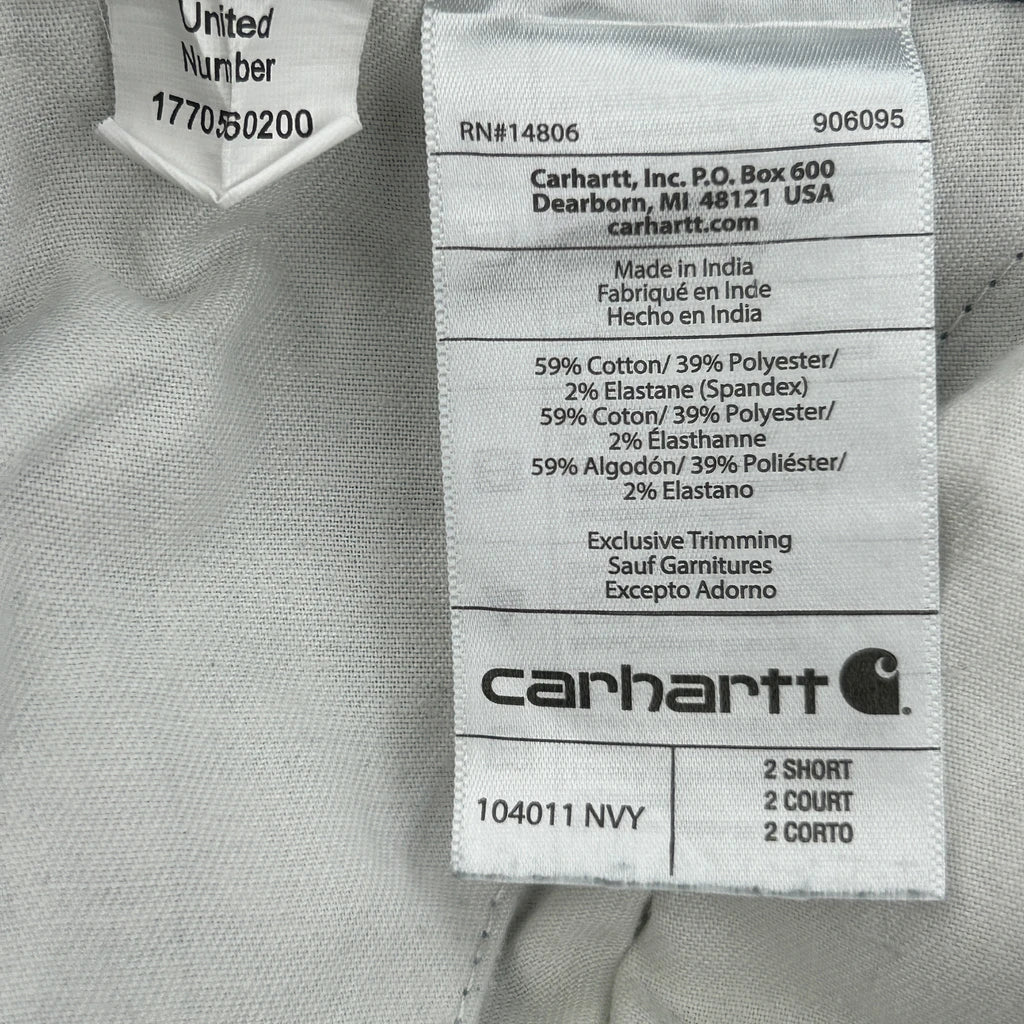 United
Number
RN#14806
906095
Carhartt, Inc. P.O. Box 600
Dearborn, MI 48121 USA
carhartt.com
Made in India
Fabriqué en Inde
Hecho en India
59% Cotton/ 39% Polyester/
2% Elastane (Spandex)
59% Coton/ 39% Polyester/
2% Élasthanne
59% Algodón/ 39% Poliéster/
2% Elastano
Exclusive Trimming
Sauf Garnitures
Excepto Adorno
carhartt
104011 NVY
2 SHORT
2 COURT
2 CORTO